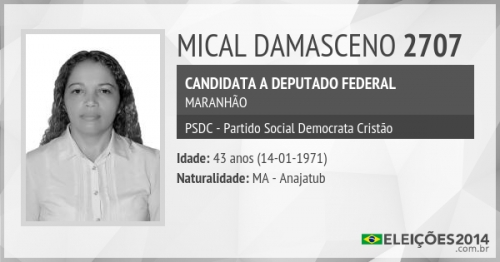 MICAL DAMASCENO 2707
CANDIDATA A DEPUTADO FEDERAL
MARANHÃO
PSDC - Partido Social Democrata Cristão
Idade: 43 anos (14-01-1971)
Naturalidade: MA - Anajatub
ELEIÇÕES2014
.com.br